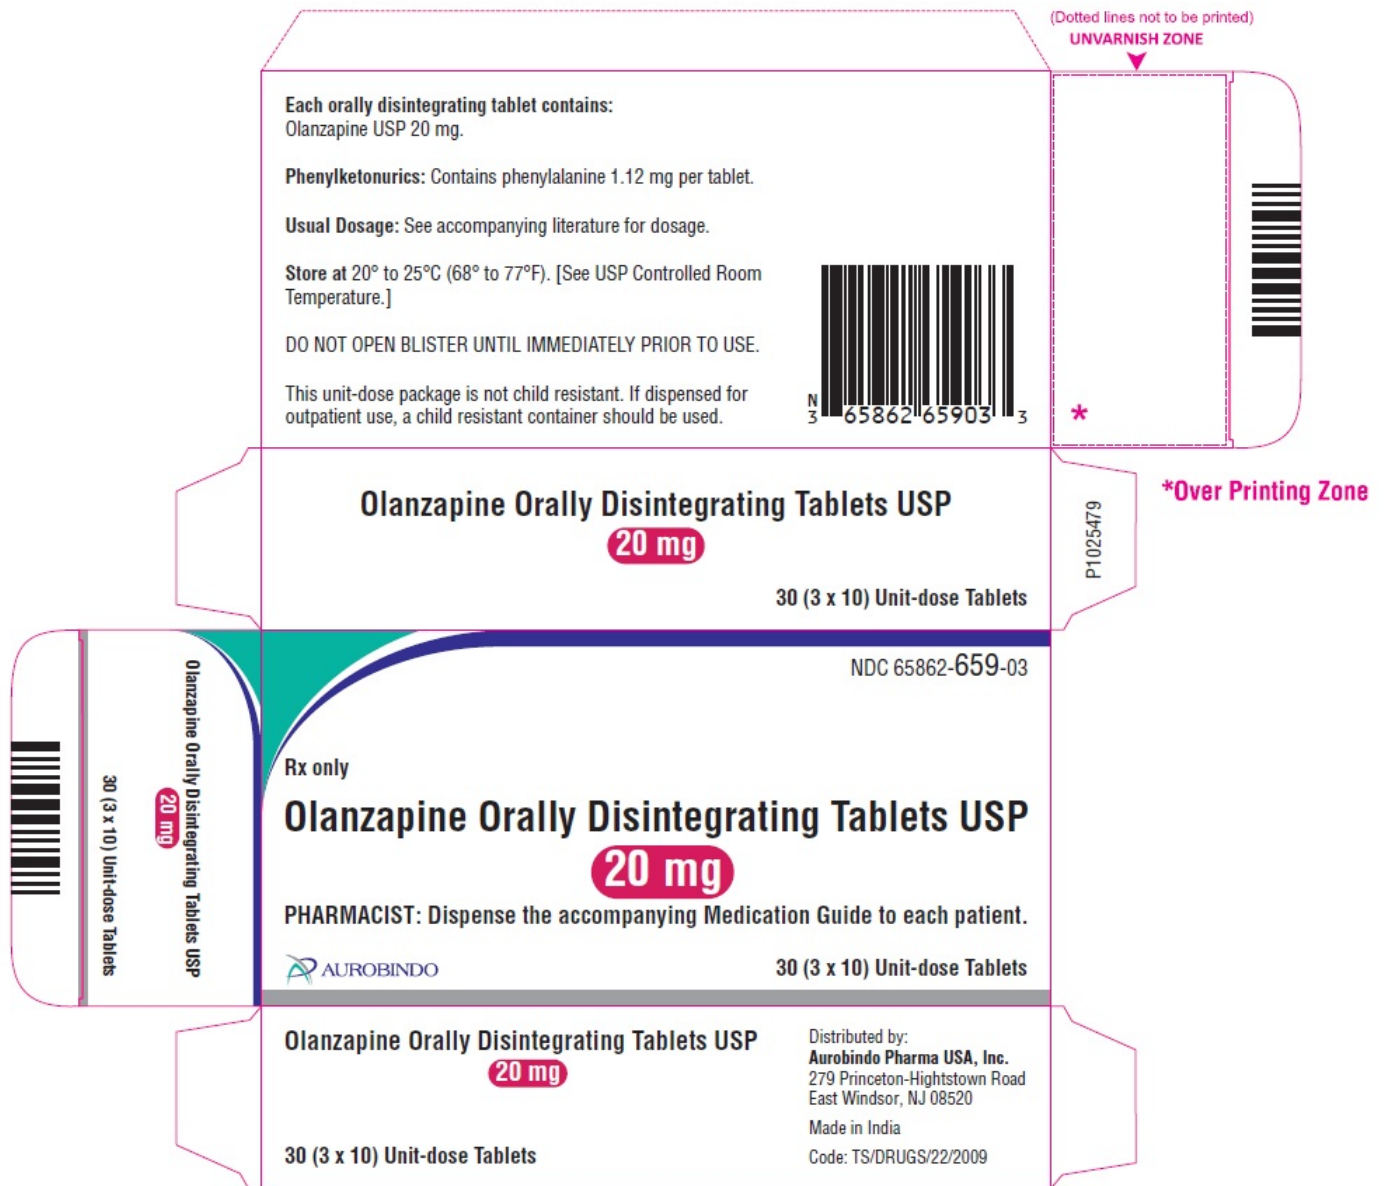 (Dotted lines not to be printed)
UNVARNISH ZONE
Each orally disintegrating tablet contains:
Olanzapine USP 20 mg.
Phenylketonurics: Contains phenylalanine 1.12 mg per tablet.
Usual Dosage: See accompanying literature for dosage.
Store at 20° to 25°C (68° to 77°F). [See USP Controlled Room
Temperature.]
DO NOT OPEN BLISTER UNTIL IMMEDIATELY PRIOR TO USE.
This unit-dose package is not child resistant. If dispensed for
outpatient use, a child resistant container should be used.
N
3 65862 65903 3
*
*Over Printing Zone
Olanzapine Orally Disintegrating Tablets USP
20 mg
30 (3 x 10) Unit-dose Tablets
P1025479
Olanzapine Orally Disintegrating Tablets USP
20 mg
30 (3 x 10) Unit-dose Tablets
NDC 65862-659-03
Rx only
Olanzapine Orally Disintegrating Tablets USP
20 mg
PHARMACIST: Dispense the accompanying Medication Guide to each patient.
AUROBINDO
30 (3 x 10) Unit-dose Tablets
Olanzapine Orally Disintegrating Tablets USP
20 mg
30 (3 x 10) Unit-dose Tablets
Distributed by:
Aurobindo Pharma USA, Inc.
279 Princeton-Hightstown Road
East Windsor, NJ 08520
Made in India
Code: TS/DRUGS/22/2009